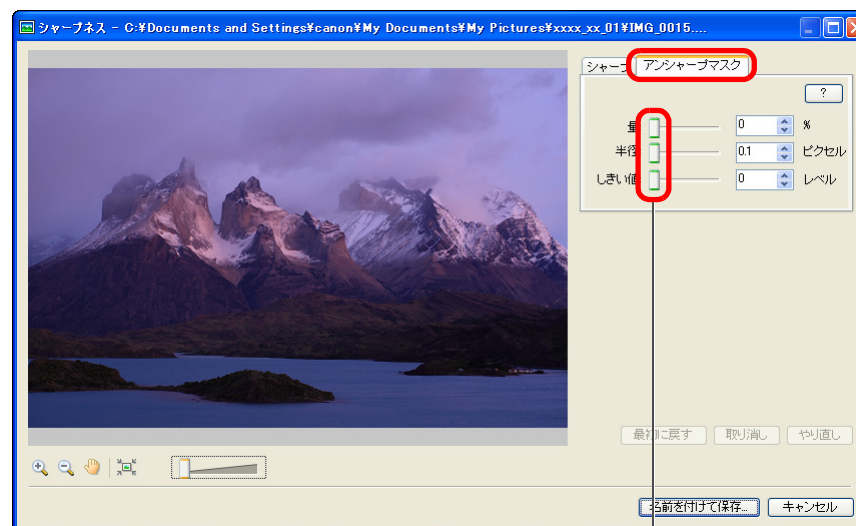 シャープネス - C:¥Documents and Settings¥canon¥My Documents¥My Pictures¥xxxx_xx_01¥IMG_0015....
シャープ アンシャープマスク
?
量 0 %
半径 0.1 ピクセル
しきい値 0 レベル
最初に戻す 取り消し やり直し
名前を付けて保存... キャンセル